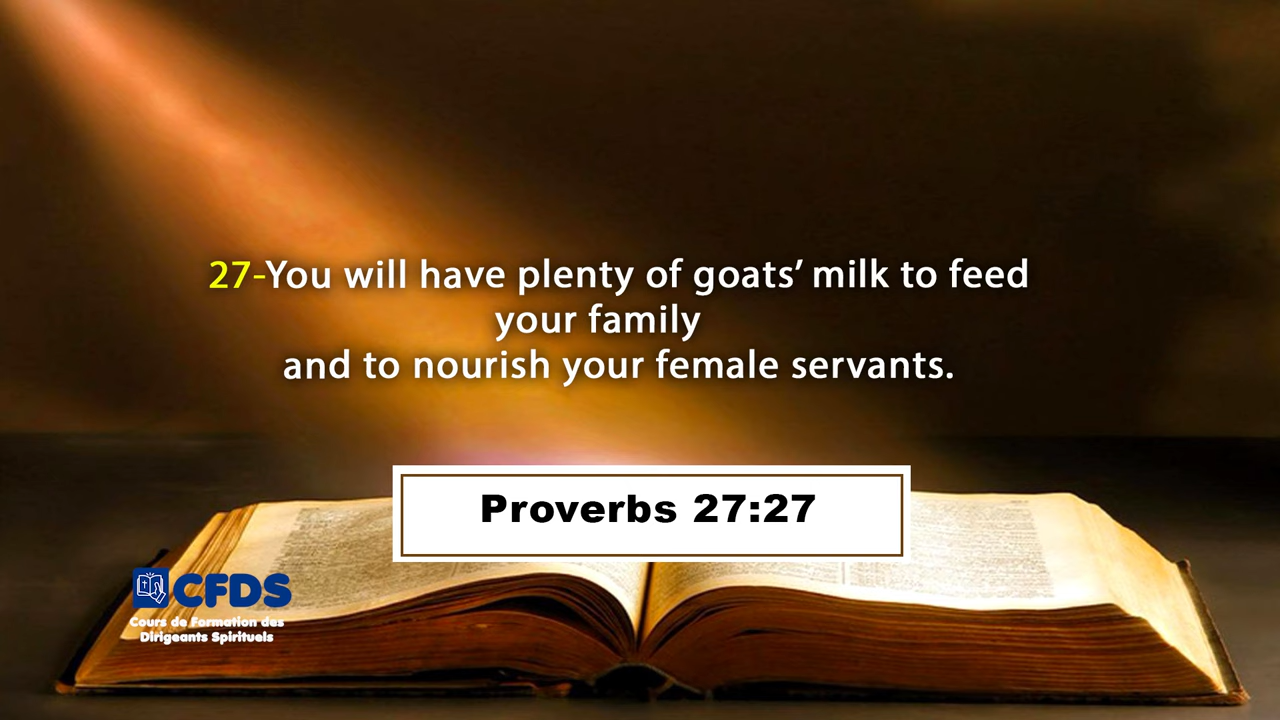 27-You will have plenty of goats’ milk to feed
your family
and to nourish your female servants.
Proverbs 27:27
CFDS
Cours de Formation des
Dirigeants Spirituels